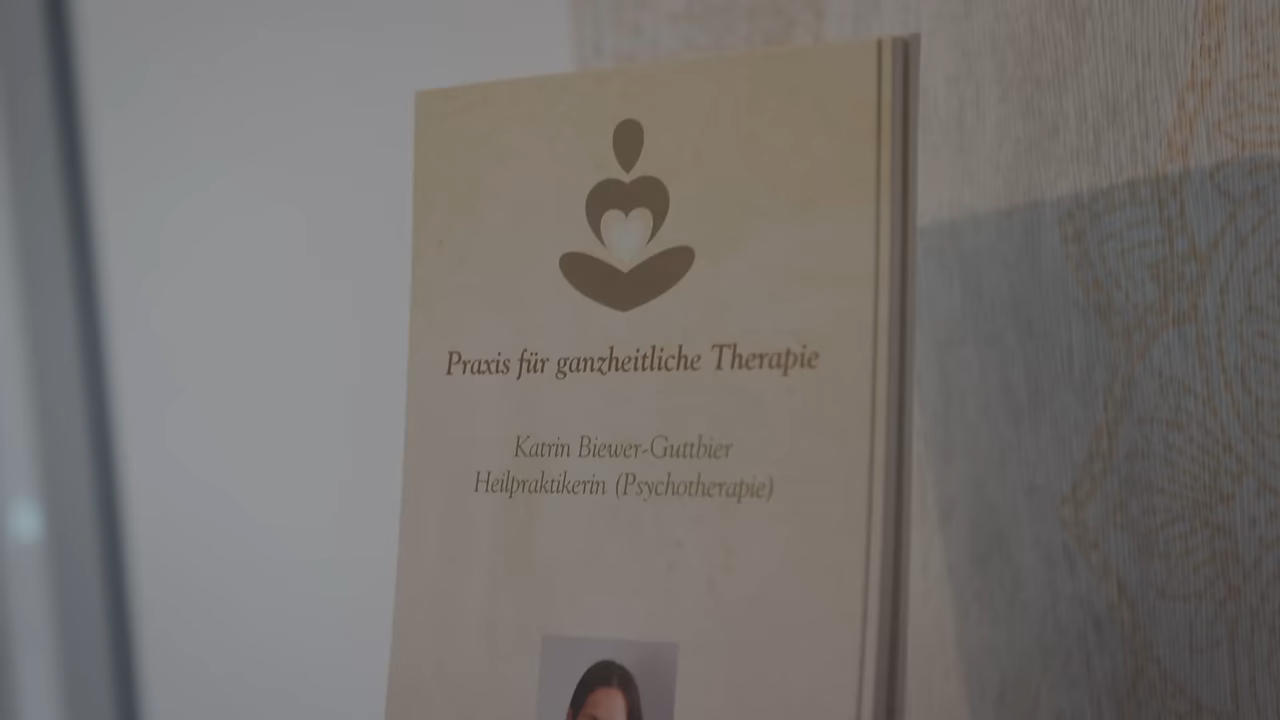 Praxis für ganzheitliche Therapie
Katrin Biewer-Guttbier
Heilpraktikerin (Psychotherapie)